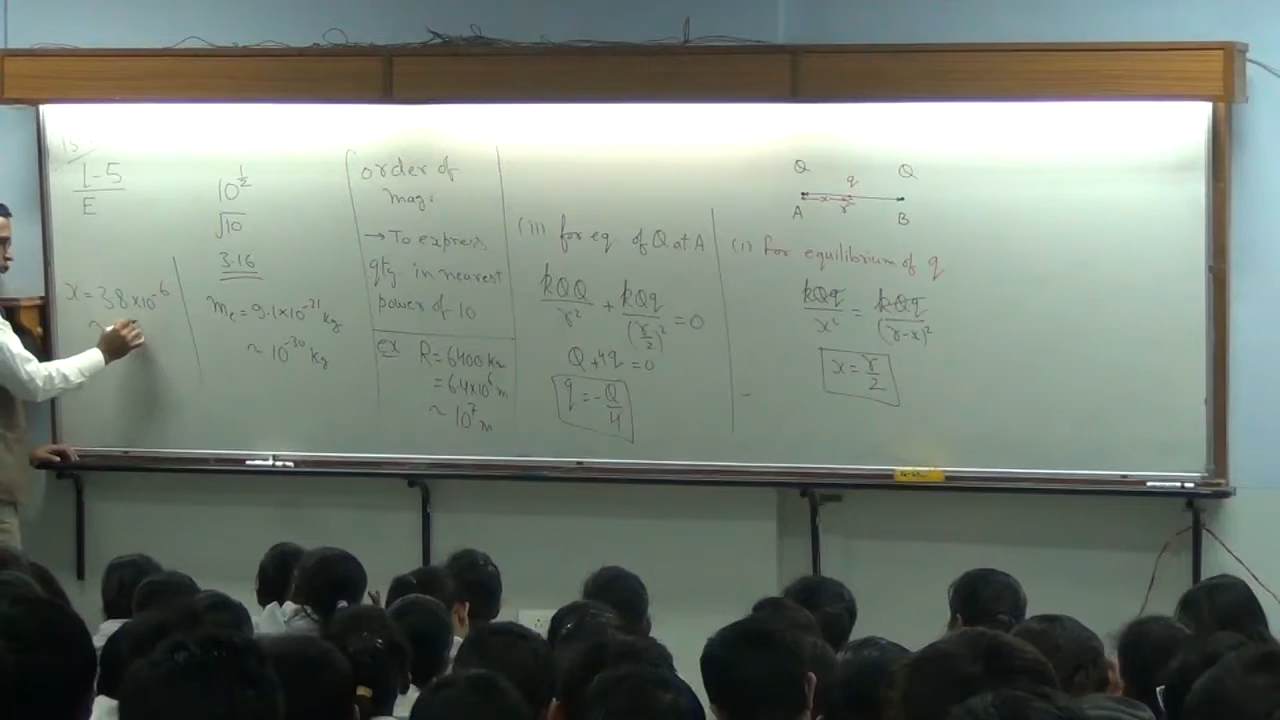 L-5
E
x = 3.8×10⁻⁶
~
10^(1/2)
√10
3.16
mₑ = 9.1×10⁻³¹ kg
~ 10⁻³⁰ kg
order of
mag.
→ To express
qty. in nearest
power of 10
ex R = 6400 km
= 6.4×10⁶ m
~ 10⁷ m
(iii) for eq of Q at A
kQQ/r² + kQq/(r/2)² = 0
Q + 4q = 0
q = -Q/4
Q Q
q
x
r
A B
(i) for equilibrium of q
kQq/x² = kQq/(r-x)²
x = r/2